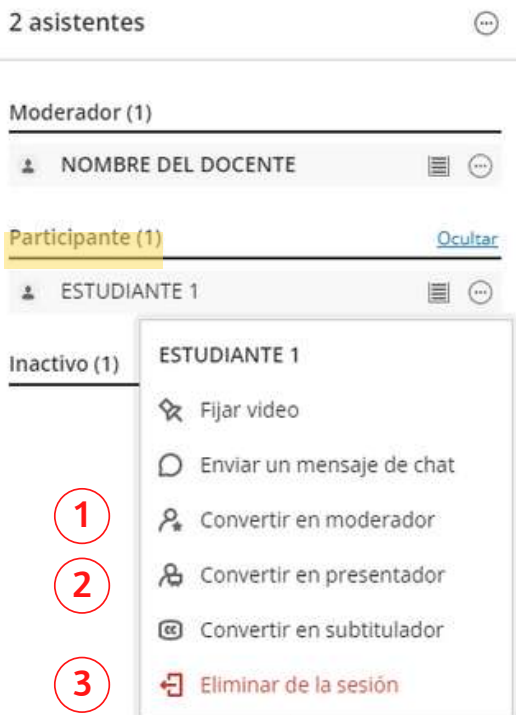 2 asistentes
Moderador (1)
NOMBRE DEL DOCENTE
Participante (1) Ocultar
ESTUDIANTE 1
Inactivo (1)
ESTUDIANTE 1
Fijar video
Enviar un mensaje de chat
1 Convertir en moderador
2 Convertir en presentador
cc Convertir en subtitulador
3 Eliminar de la sesión